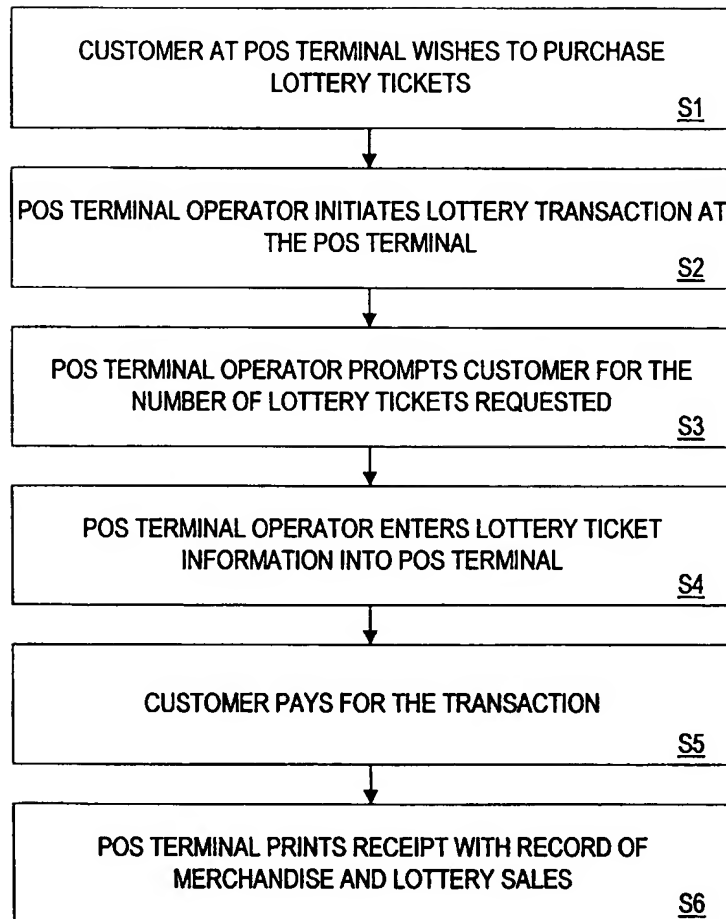 CUSTOMER AT POS TERMINAL WISHES TO PURCHASE
LOTTERY TICKETS
S1
POS TERMINAL OPERATOR INITIATES LOTTERY TRANSACTION AT
THE POS TERMINAL
S2
POS TERMINAL OPERATOR PROMPTS CUSTOMER FOR THE
NUMBER OF LOTTERY TICKETS REQUESTED
S3
POS TERMINAL OPERATOR ENTERS LOTTERY TICKET
INFORMATION INTO POS TERMINAL
S4
CUSTOMER PAYS FOR THE TRANSACTION
S5
POS TERMINAL PRINTS RECEIPT WITH RECORD OF
MERCHANDISE AND LOTTERY SALES
S6